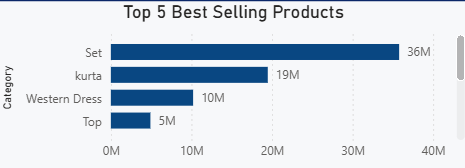 Top 5 Best Selling Products
Category
Set 36M
kurta 19M
Western Dress 10M
Top 5M
0M 10M 20M 30M 40M